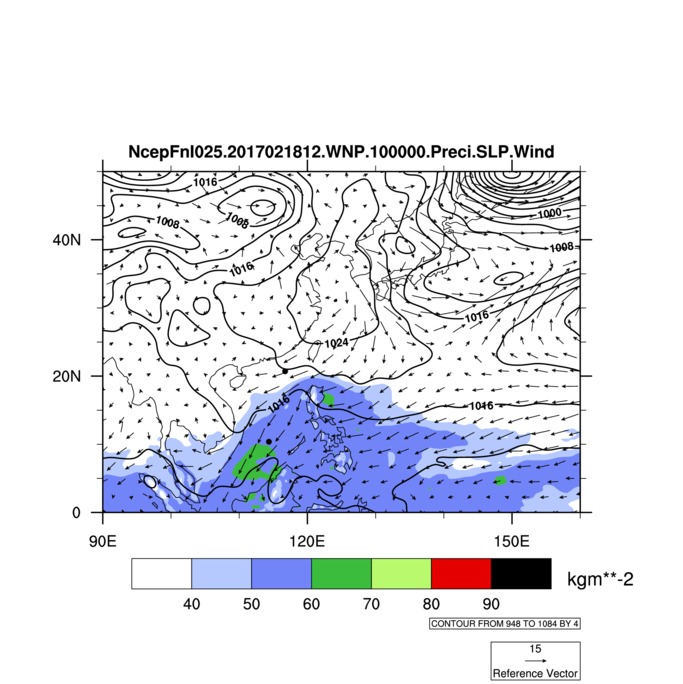 NcepFnl025.2017021812.WNP.100000.Preci.SLP.Wind
1016
1000
1008
1008
1008
40N
1016
1016
1024
20N
1016
1016
0
90E 120E 150E
40 50 60 70 80 90
kgm**-2
CONTOUR FROM 948 TO 1084 BY 4
15
Reference Vector